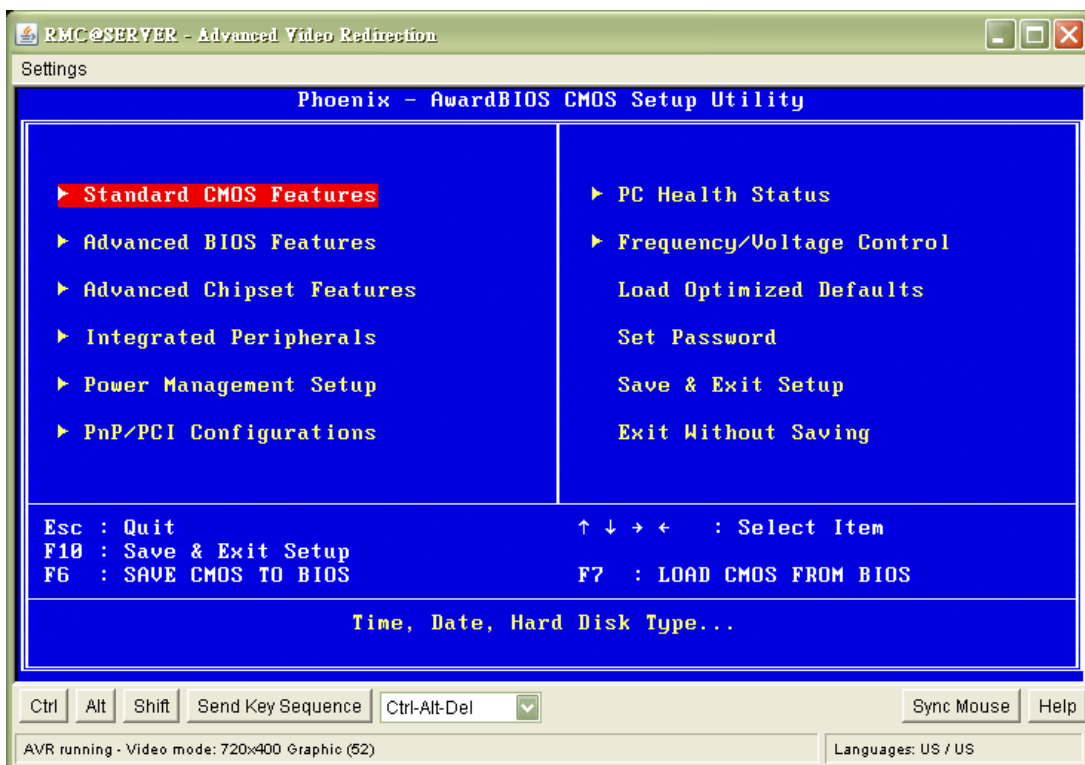 RMC@SERVER - Advanced Video Redirection
Settings
Phoenix - AwardBIOS CMOS Setup Utility
Standard CMOS Features
Advanced BIOS Features
Advanced Chipset Features
Integrated Peripherals
Power Management Setup
PnP/PCI Configurations
PC Health Status
Frequency/Voltage Control
Load Optimized Defaults
Set Password
Save & Exit Setup
Exit Without Saving
Esc : Quit
F10 : Save & Exit Setup
F6 : SAVE CMOS TO BIOS
↑ ↓ → ← : Select Item
F7 : LOAD CMOS FROM BIOS
Time, Date, Hard Disk Type...
Ctrl Alt Shift Send Key Sequence Ctrl-Alt-Del Sync Mouse Help
AVR running - Video mode: 720x400 Graphic (52) Languages: US / US